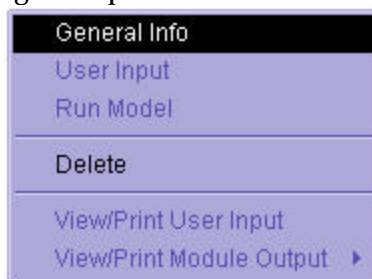 General Info
User Input
Run Model
Delete
View/Print User Input
View/Print Module Output